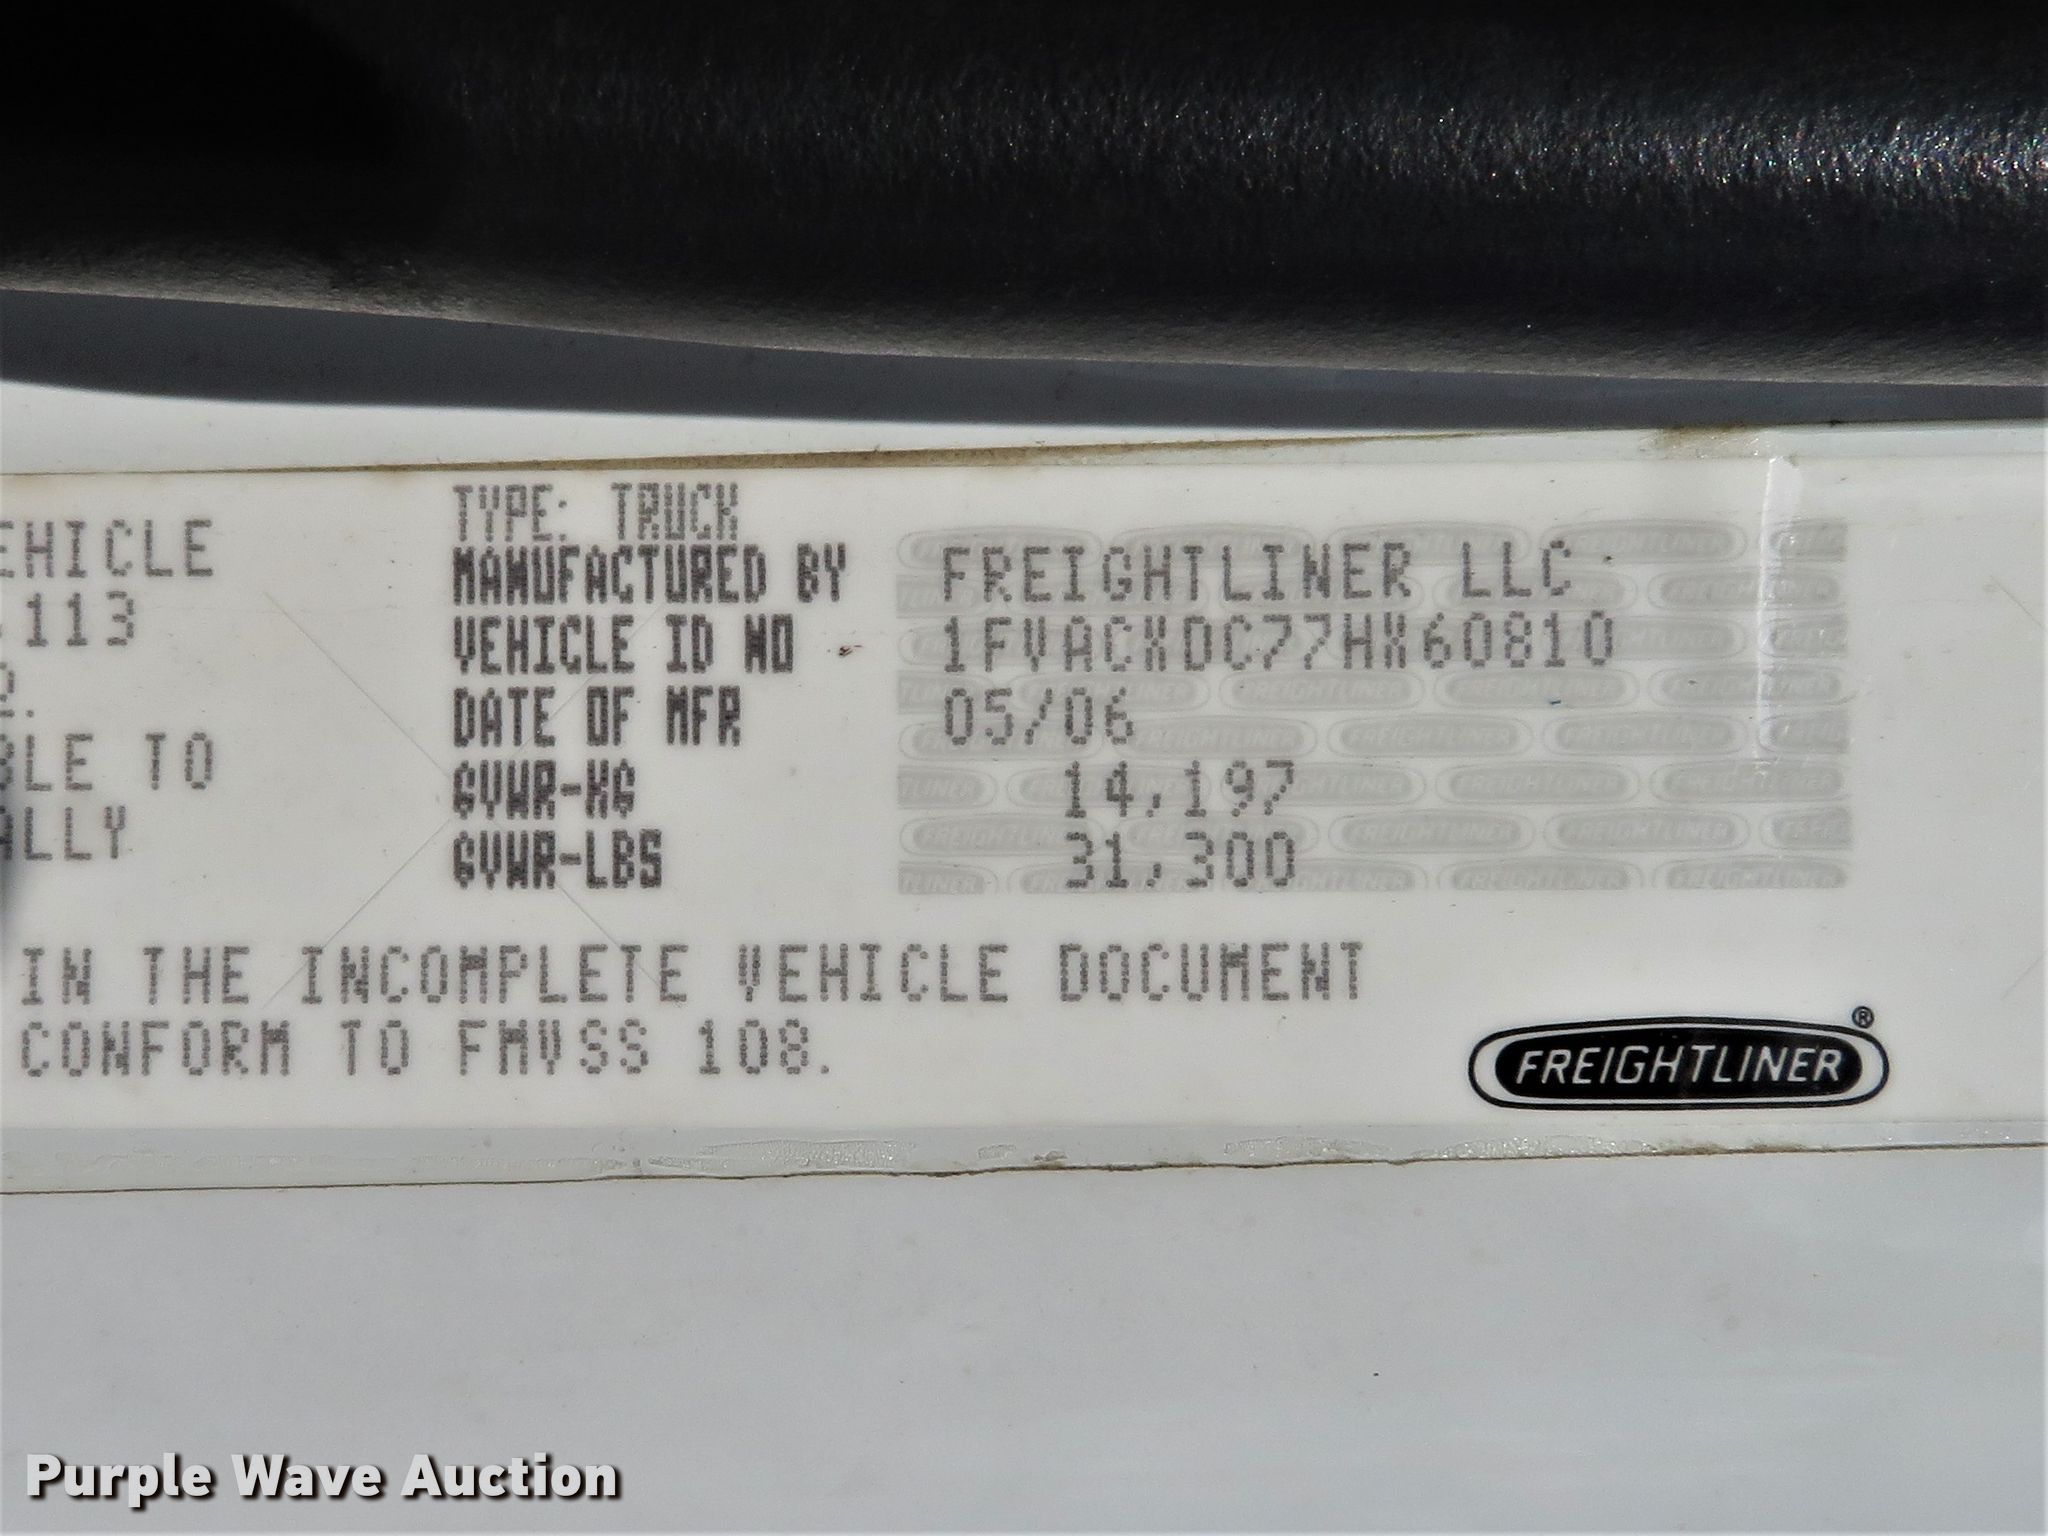 TYPE: TRUCK
MANUFACTURED BY FREIGHTLINER LLC
VEHICLE ID NO 1FVACXDC77HX60810
DATE OF MFR 05/06
GVWR-KG 14,197
GVWR-LBS 31,300
EHICLE
113
TO
IN THE INCOMPLETE VEHICLE DOCUMENT
CONFORM TO FMVSS 108.
FREIGHTLINER®
Purple Wave Auction